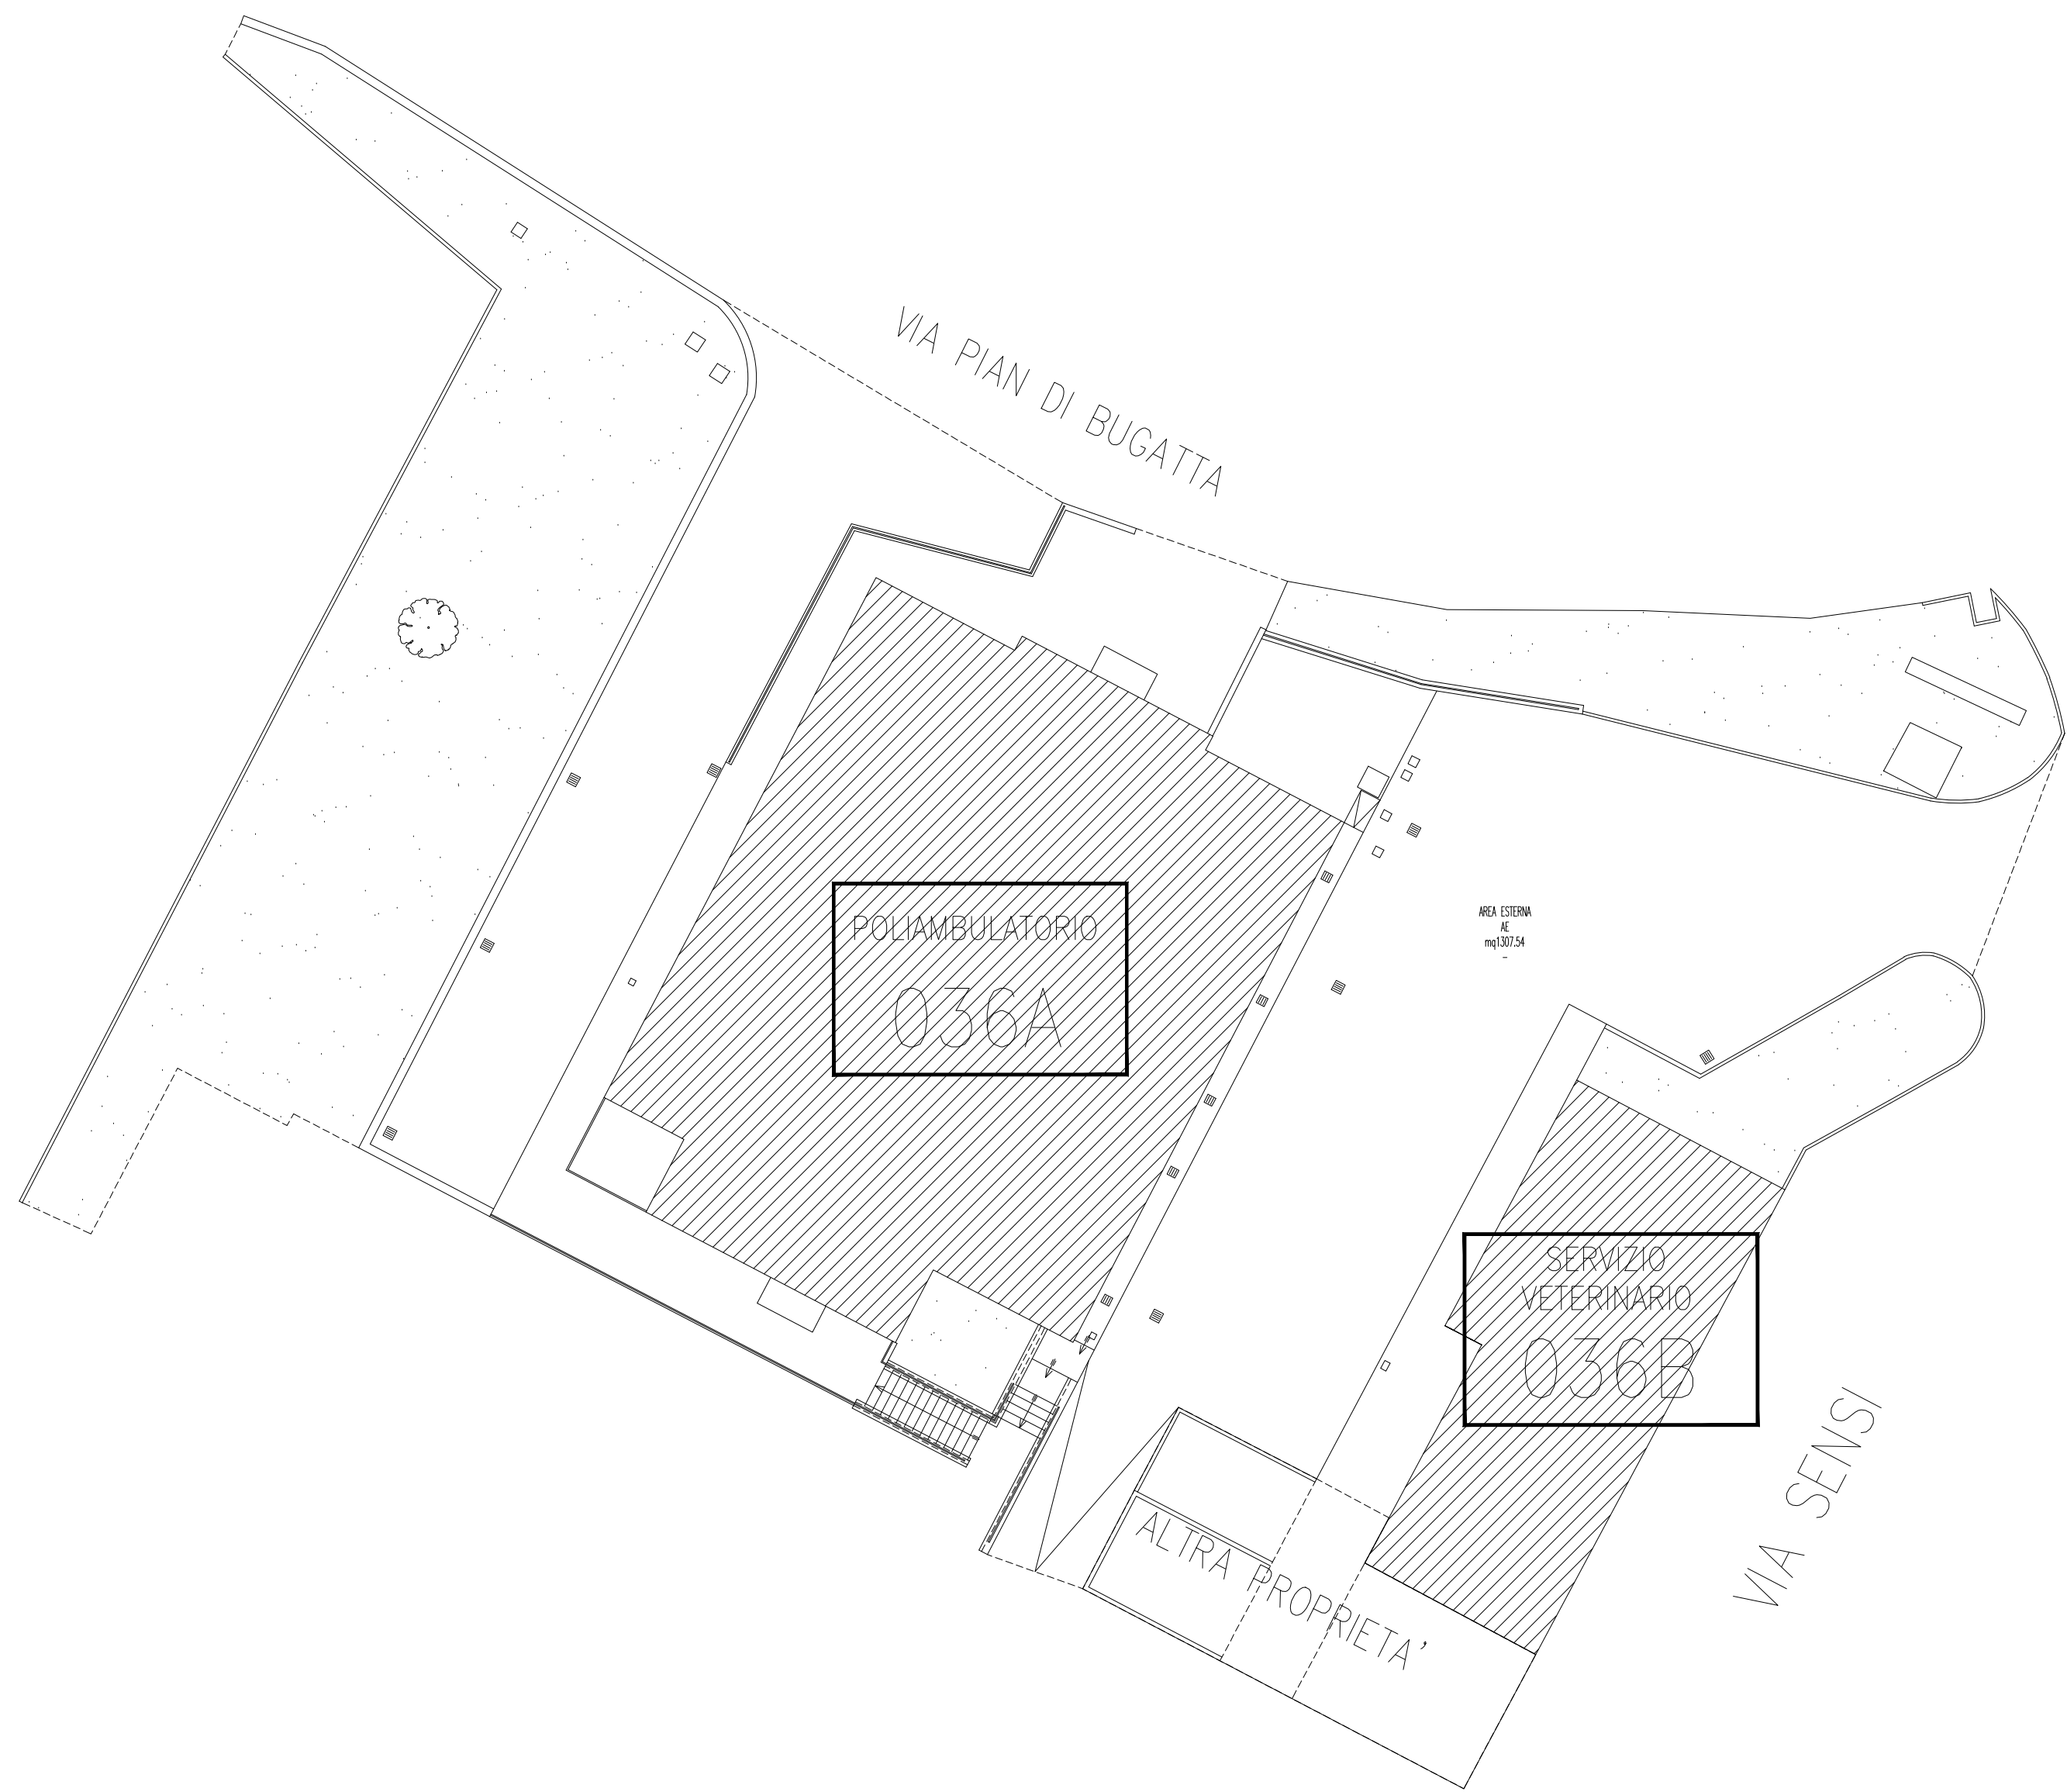 VIA PIAN DI BUGATTA
POLIAMBULATORIO
036A
AREA ESTERNA
AE
mq1307.54
_
SERVIZIO
VETERINARIO
036B
VIA SENSI
ALTRA PROPRIETA'